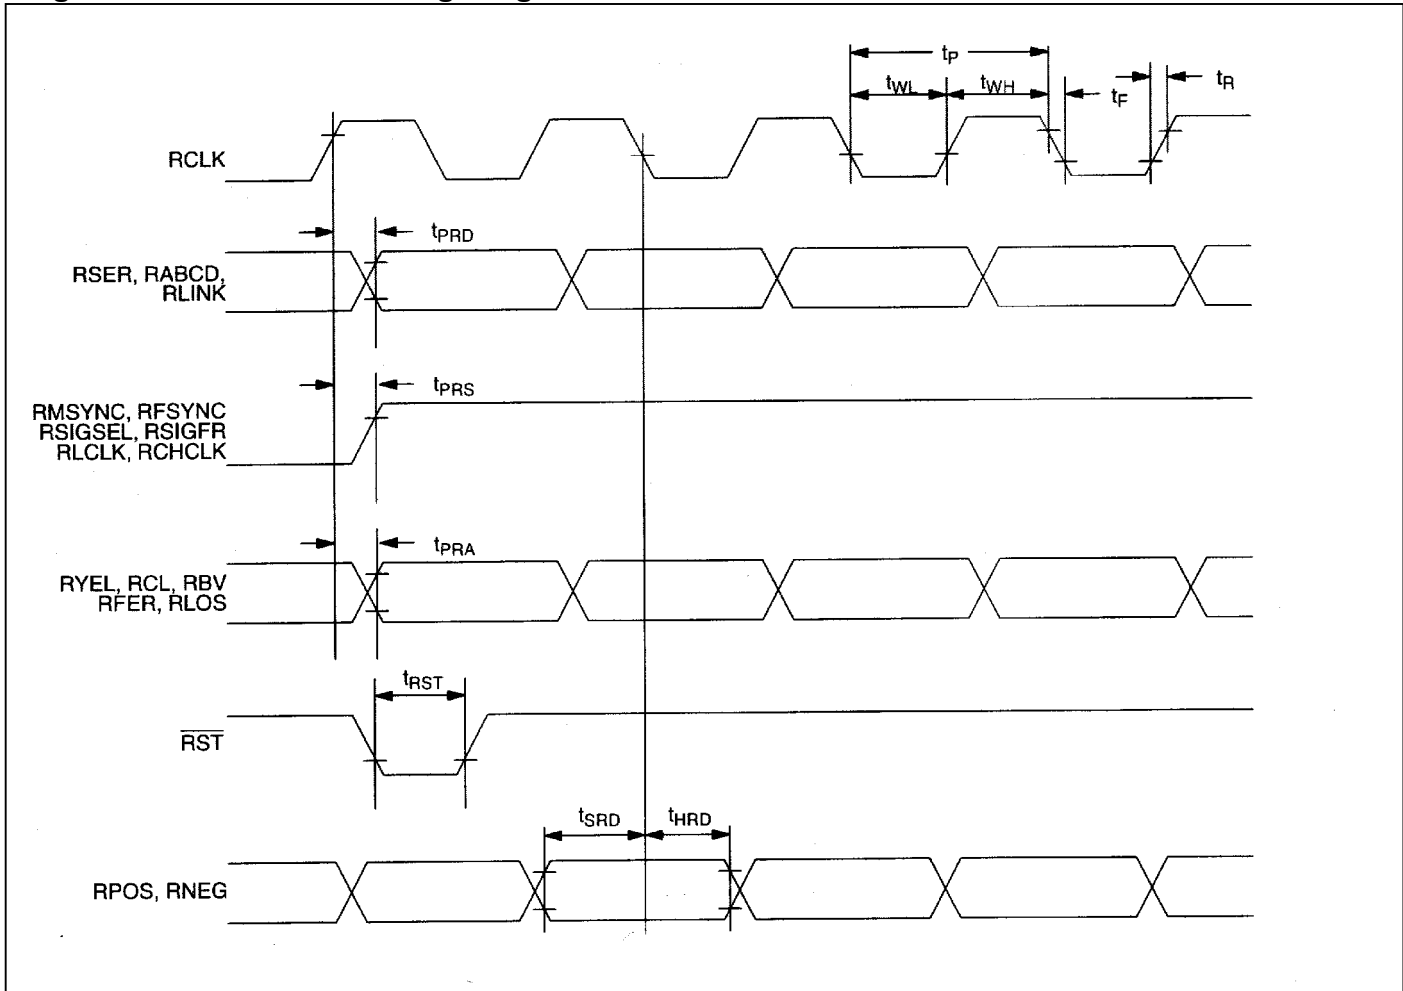 tP
tWL
tWH
tF
tR
RCLK
tPRD
RSER, RABCD,
RLINK
tPRS
RMSYNC, RFSYNC
RSIGSEL, RSIGFR
RLCLK, RCHCLK
tPRA
RYEL, RCL, RBV
RFER, RLOS
tRST
RST
tSRD
tHRD
RPOS, RNEG